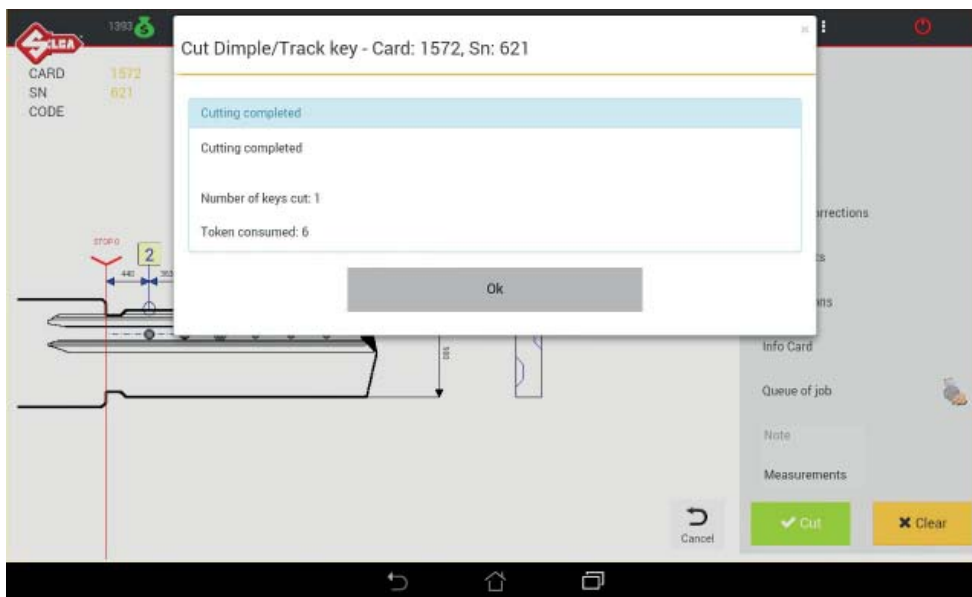 SILCA
1393
CARD 1572
SN 621
CODE
Cut Dimple/Track key - Card: 1572, Sn: 621
Cutting completed
Cutting completed
Number of keys cut: 1
Token consumed: 6
Ok
STOP 0
2
440
Info Card
Queue of job
Note
Measurements
Cancel
Cut
Clear